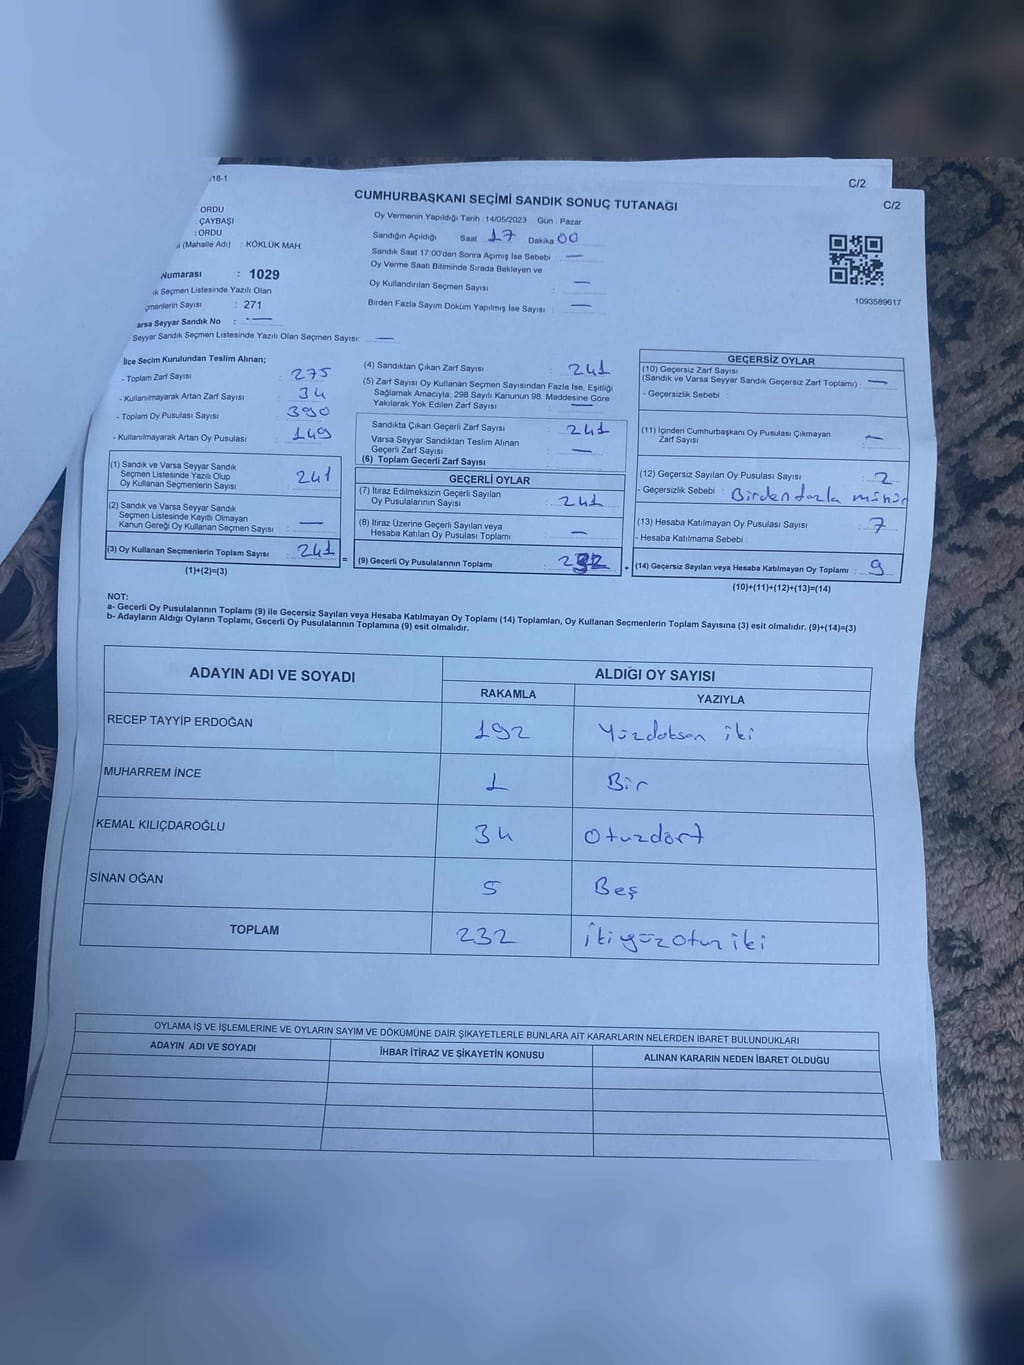 /18-1
C/2
C/2
CUMHURBAŞKANI SEÇİMİ SANDIK SONUÇ TUTANAĞI
ORDU
ÇAYBAŞI
: ORDU
(Mahalle Adı) : KÖKLÜK MAH.
Numarası : 1029
Seçmen Listesinde Yazılı Olan
çmenlerin Sayısı : 271
arsa Seyyar Sandık No : —
Seyyar Sandık Seçmen Listesinde Yazılı Olan Seçmen Sayısı: —
Oy Vermenin Yapıldığı Tarih : 14/05/2023 Gün : Pazar
Sandığın Açıldığı Saat 17 Dakika 00
Sandık Saat 17:00'den Sonra Açımış İse Sebebi : —
Oy Verme Saati Bitiminde Sırada Bekleyen ve
Oy Kullandırılan Seçmen Sayısı : —
Birden Fazla Sayım Döküm Yapılmış İse Sayısı : —
1093589617
İlçe Seçim Kurulundan Teslim Alınan;
- Toplam Zarf Sayısı : 275
- Kullanılmayarak Artan Zarf Sayısı : 34
- Toplam Oy Pusulası Sayısı : 390
- Kullanılmayarak Artan Oy Pusulası : 149
(1) Sandık ve Varsa Seyyar Sandık
Seçmen Listesinde Yazılı Olup
Oy Kullanan Seçmenlerin Sayısı : 241
(2) Sandık ve Varsa Seyyar Sandık
Seçmen Listesinde Kayıtlı Olmayan
Kanun Gereği Oy Kullanan Seçmen Sayısı : —
(3) Oy Kullanan Seçmenlerin Toplam Sayısı : 241 =
(1)+(2)=(3)
(4) Sandıktan Çıkan Zarf Sayısı : 241
(5) Zarf Sayısı Oy Kullanan Seçmen Sayısından Fazla İse, Eşitliği
Sağlamak Amacıyla; 298 Sayılı Kanunun 98. Maddesine Göre
Yakılarak Yok Edilen Zarf Sayısı : —
Sandıkta Çıkan Geçerli Zarf Sayısı : 241
Varsa Seyyar Sandıktan Teslim Alınan
Geçerli Zarf Sayısı : —
(6) Toplam Geçerli Zarf Sayısı
GEÇERLİ OYLAR
(7) İtiraz Edilmeksizin Geçerli Sayılan
Oy Pusulalarının Sayısı : 241
(8) İtiraz Üzerine Geçerli Sayılan veya
Hesaba Katılan Oy Pusulası Toplamı : —
(9) Geçerli Oy Pusulalarının Toplamı : 232 +
GEÇERSİZ OYLAR
(10) Geçersiz Zarf Sayısı
(Sandık ve Varsa Seyyar Sandık Geçersiz Zarf Toplamı) : —
- Geçersizlik Sebebi :
(11) İçinden Cumhurbaşkanı Oy Pusulası Çıkmayan
Zarf Sayısı : —
(12) Geçersiz Sayılan Oy Pusulası Sayısı : 2
- Geçersizlik Sebebi : Birden fazla mühür
(13) Hesaba Katılmayan Oy Pusulası Sayısı : 7
- Hesaba Katılmama Sebebi :
(14) Geçersiz Sayılan veya Hesaba Katılmayan Oy Toplamı : 9
(10)+(11)+(12)+(13)=(14)
NOT:
a- Geçerli Oy Pusulalarının Toplamı (9) ile Geçersiz Sayılan veya Hesaba Katılmayan Oy Toplamı (14) Toplamları, Oy Kullanan Seçmenlerin Toplam Sayısına (3) eşit olmalıdır. (9)+(14)=(3)
b- Adayların Aldığı Oyların Toplamı, Geçerli Oy Pusulalarının Toplamına (9) eşit olmalıdır.
ADAYIN ADI VE SOYADI
ALDIĞI OY SAYISI
RAKAMLA YAZIYLA
RECEP TAYYİP ERDOĞAN 192 Yüzdoksan iki
MUHARREM İNCE 1 Bir
KEMAL KILIÇDAROĞLU 34 Otuzdört
SİNAN OĞAN 5 Beş
TOPLAM 232 İkiyüzotuz iki
OYLAMA İŞ VE İŞLEMLERİNE VE OYLARIN SAYIM VE DÖKÜMÜNE DAİR ŞİKAYETLERLE BUNLARA AİT KARARLARIN NELERDEN İBARET BULUNDUKLARI
ADAYIN ADI VE SOYADI İHBAR İTİRAZ VE ŞİKAYETİN KONUSU ALINAN KARARIN NEDEN İBARET OLDUĞU